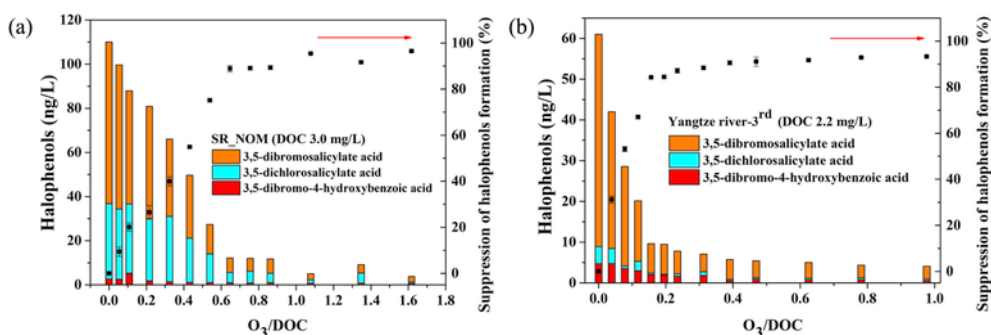 (a)
120
100
80
60
40
20
0
Halophenols (ng/L)
SR_NOM (DOC 3.0 mg/L)
3,5-dibromosalicylate acid
3,5-dichlorosalicylate acid
3,5-dibromo-4-hydroxybenzoic acid
0.0 0.2 0.4 0.6 0.8 1.0 1.2 1.4 1.6 1.8
O3/DOC
100
80
60
40
20
0
Suppression of halophenols formation (%)
(b)
60
50
40
30
20
10
0
Halophenols (ng/L)
Yangtze river-3rd (DOC 2.2 mg/L)
3,5-dibromosalicylate acid
3,5-dichlorosalicylate acid
3,5-dibromo-4-hydroxybenzoic acid
0.0 0.2 0.4 0.6 0.8 1.0
O3/DOC
100
80
60
40
20
0
Suppression of halophenols formation (%)